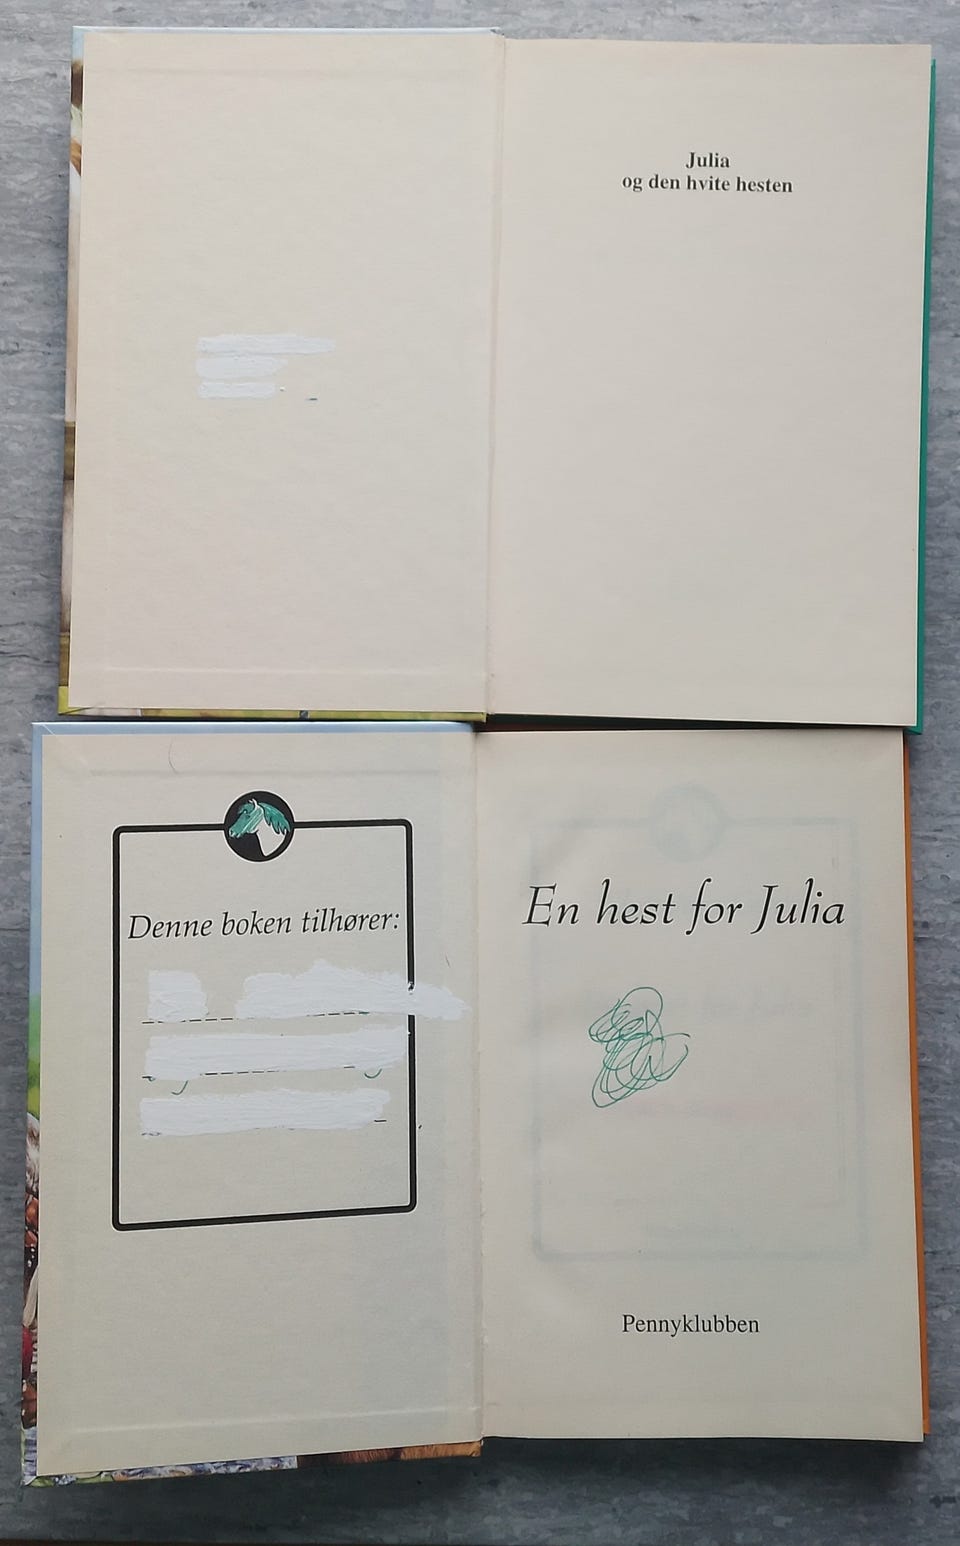 Julia
og den hvite hesten
Denne boken tilhører:
En hest for Julia
Pennyklubben